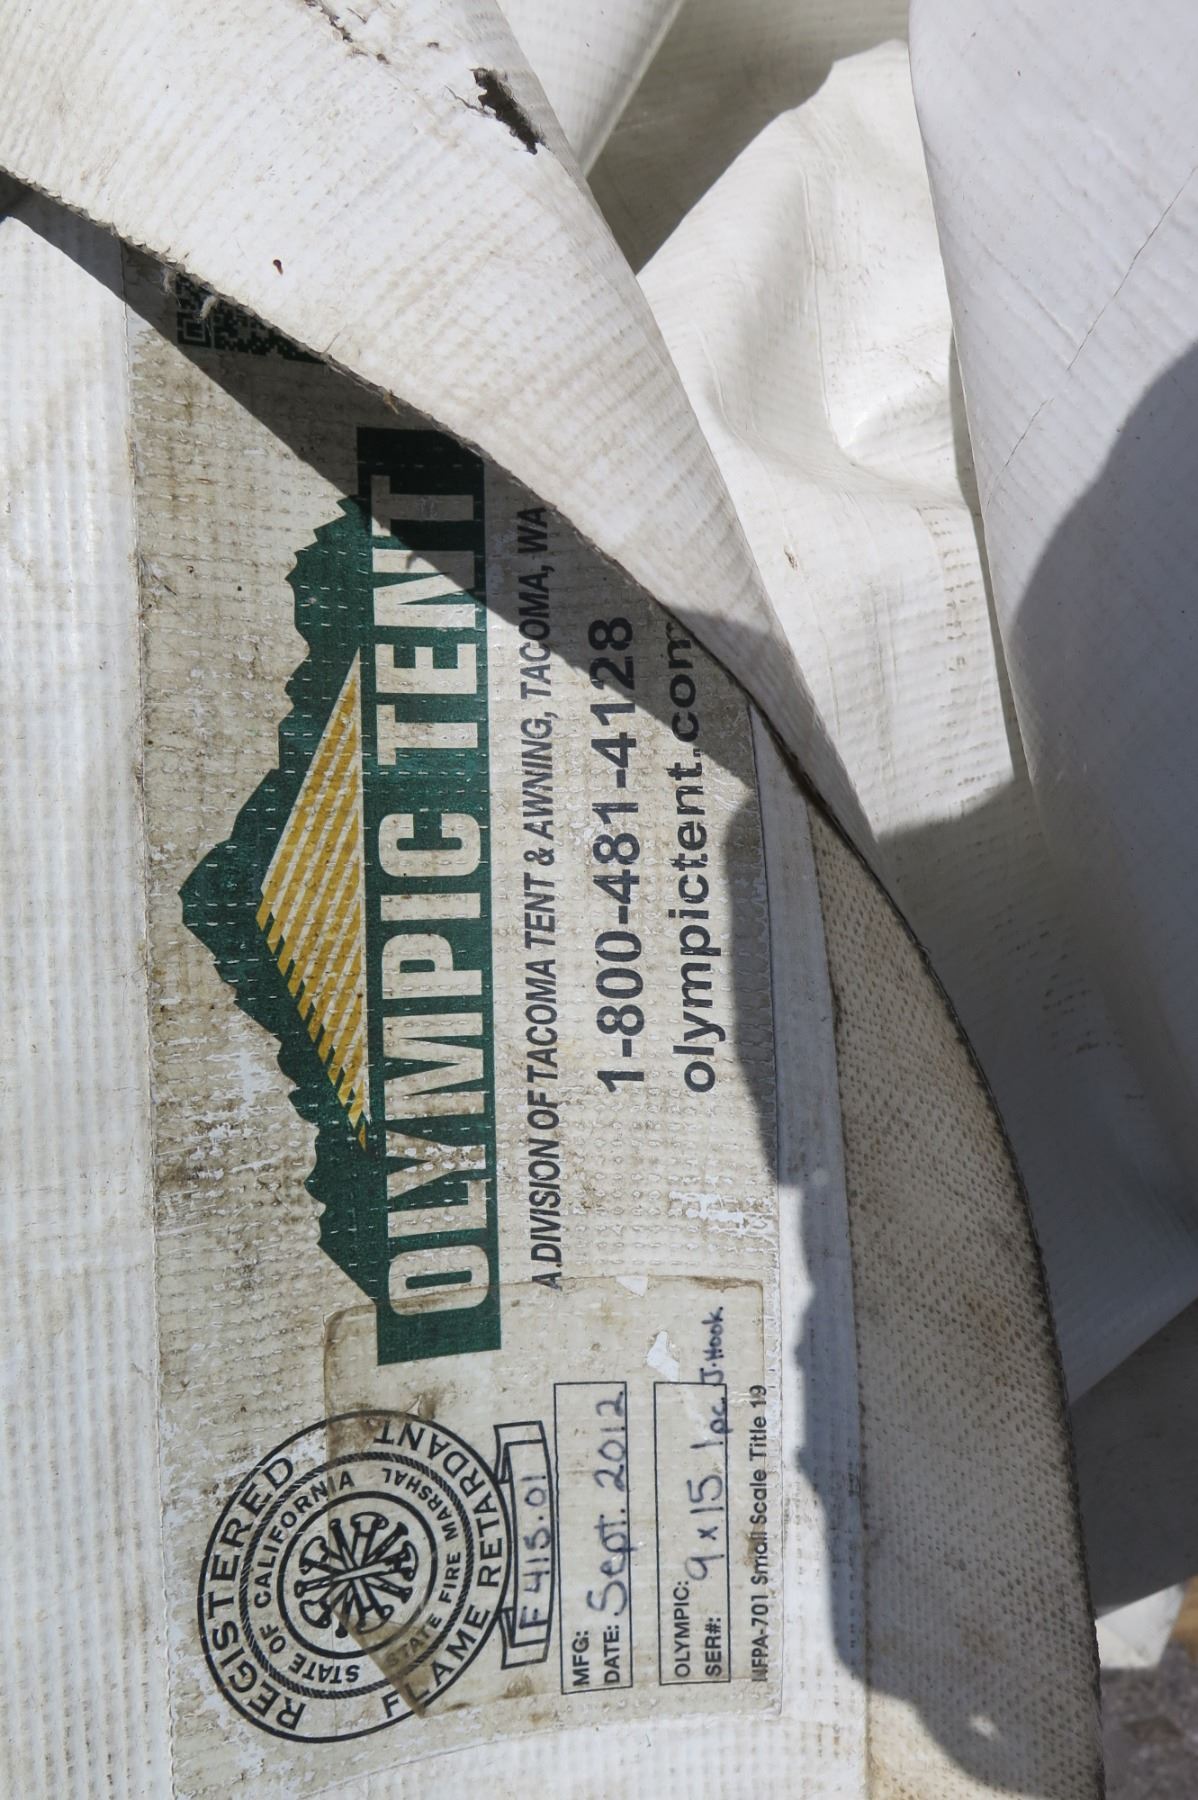 OLYMPIC TENT
A DIVISION OF TACOMA TENT & AWNING, TACOMA, WA
1-800-481-4128
olympictent.com
REGISTERED
STATE OF CALIFORNIA
STATE FIRE MARSHAL
FLAME RETARDANT
F 415.01
MFG:
DATE: Sept. 2012
OLYMPIC:
SER#: 9 x 15 1pc. J.Hook
NFPA-701 Small Scale Title 19